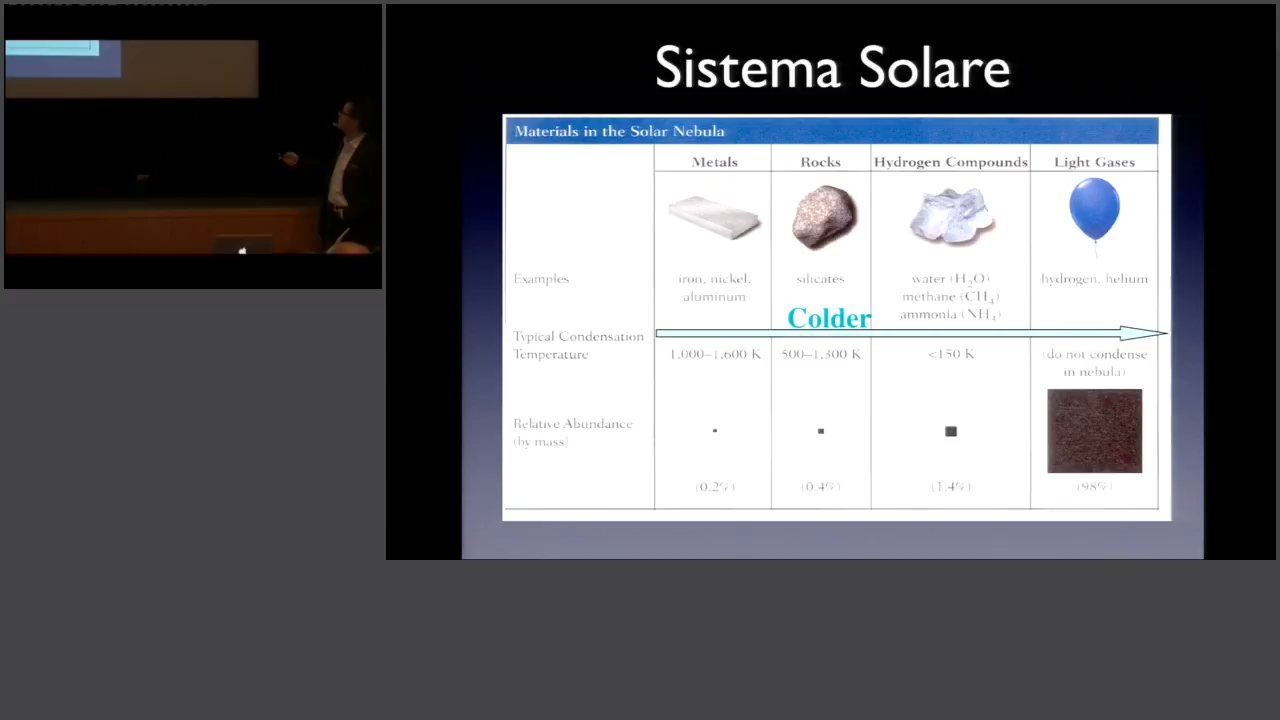 Sistema Solare
Materials in the Solar Nebula
Metals Rocks Hydrogen Compounds Light Gases
Examples
iron, nickel,
aluminum
silicates
water (H₂O)
methane (CH₄)
ammonia (NH₃)
hydrogen, helium
Colder
Typical Condensation
Temperature
1,000–1,600 K
500–1,300 K
<150 K
(do not condense
in nebula)
Relative Abundance
(by mass)
(0.2%)
(0.4%)
(1.4%)
(98%)